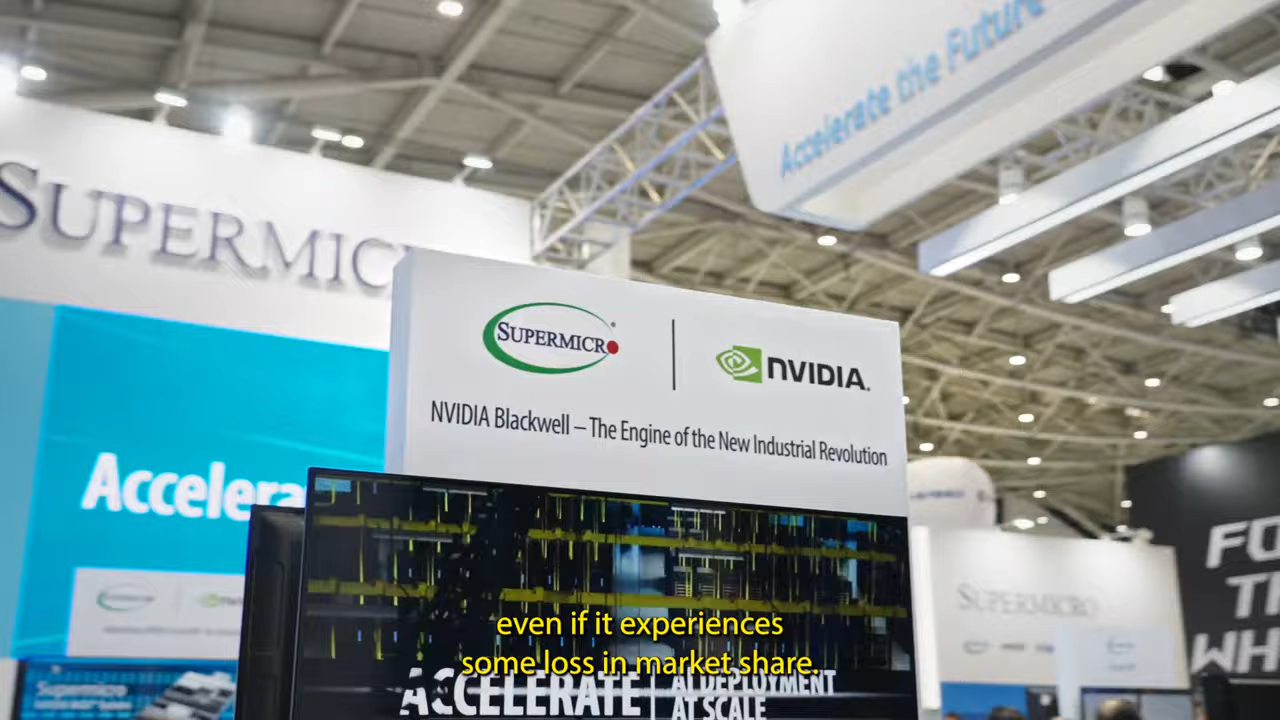 Accelerate the Future
SUPERMICR
SUPERMICRO
NVIDIA.
NVIDIA Blackwell – The Engine of the New Industrial Revolution
Accelera
FO
TH
WH
SUPERMICRO
Supermicro
even if it experiences
some loss in market share.
ACCELERATE
AI DEPLOYMENT
AT SCALE